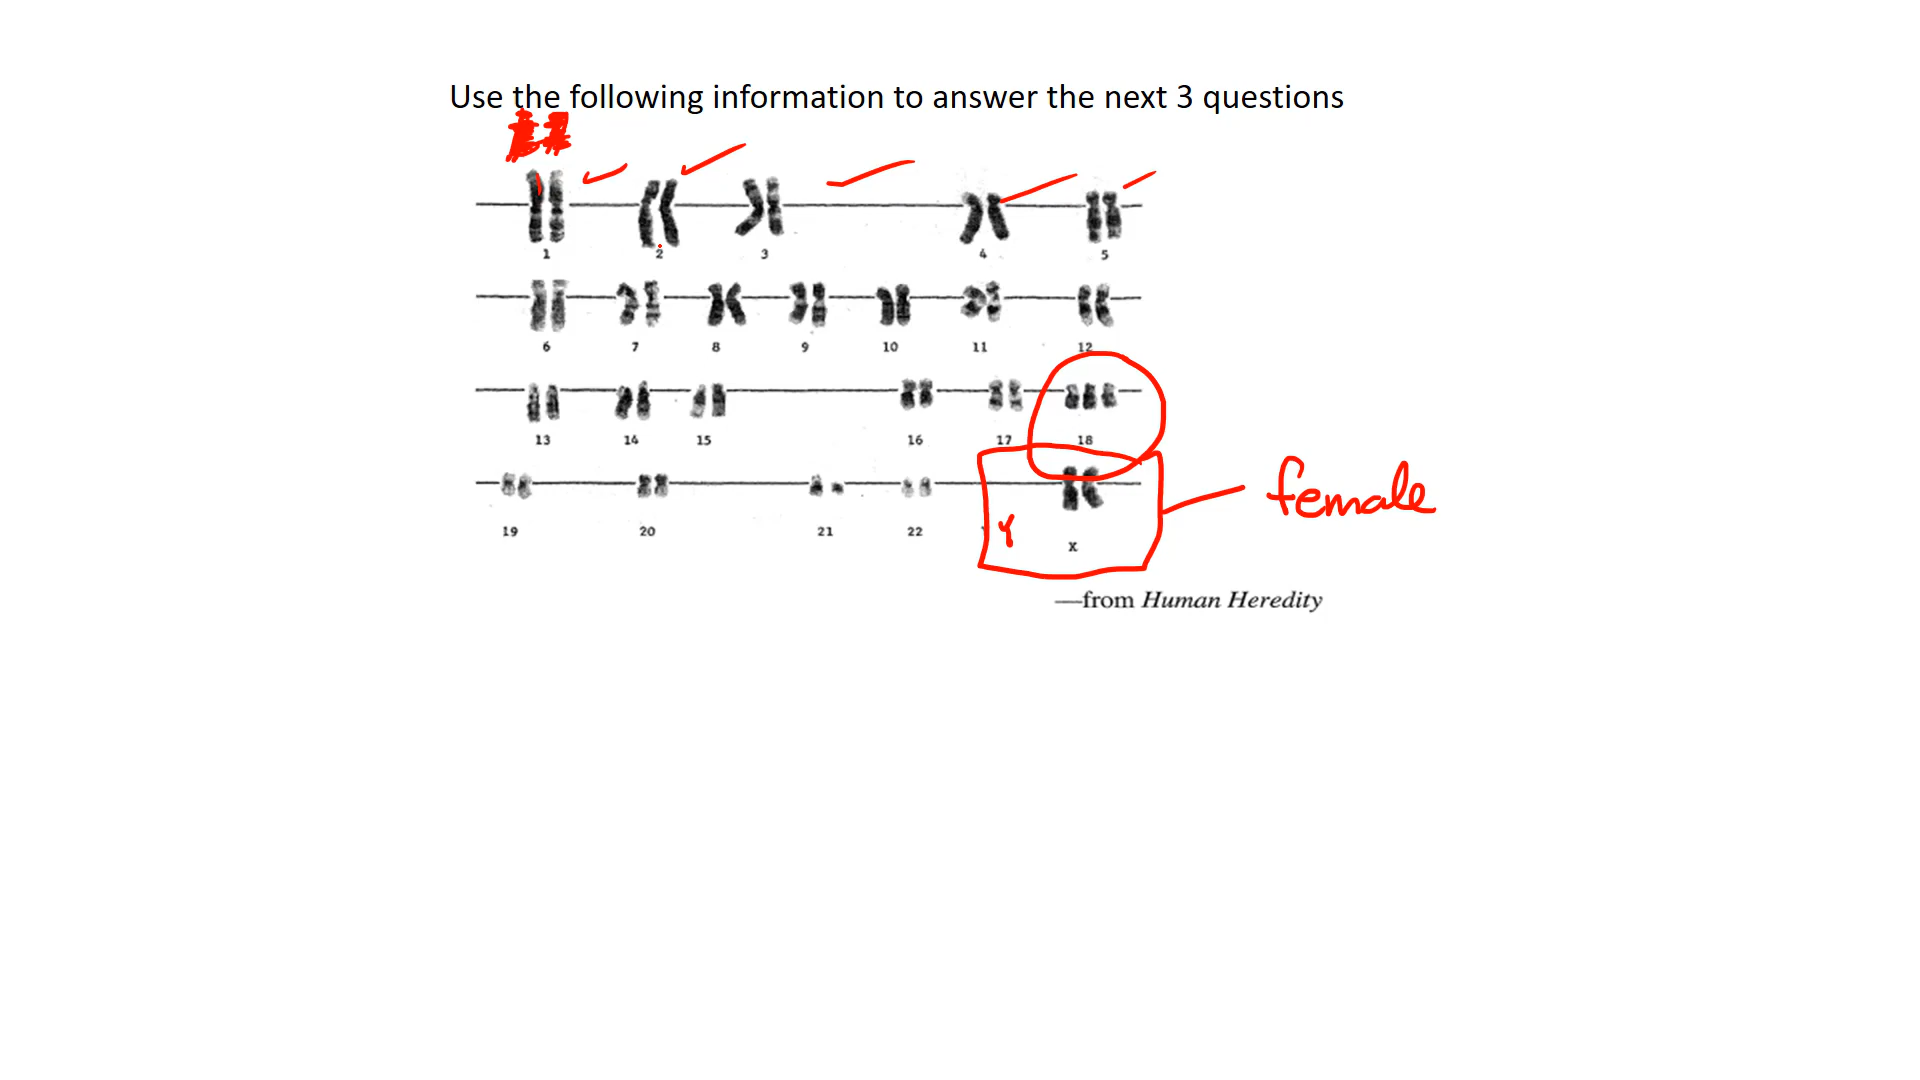 Use the following information to answer the next 3 questions
1 2 3 4 5
6 7 8 9 10 11 12
13 14 15 16 17 18
female
19 20 21 22 Y X
—from Human Heredity